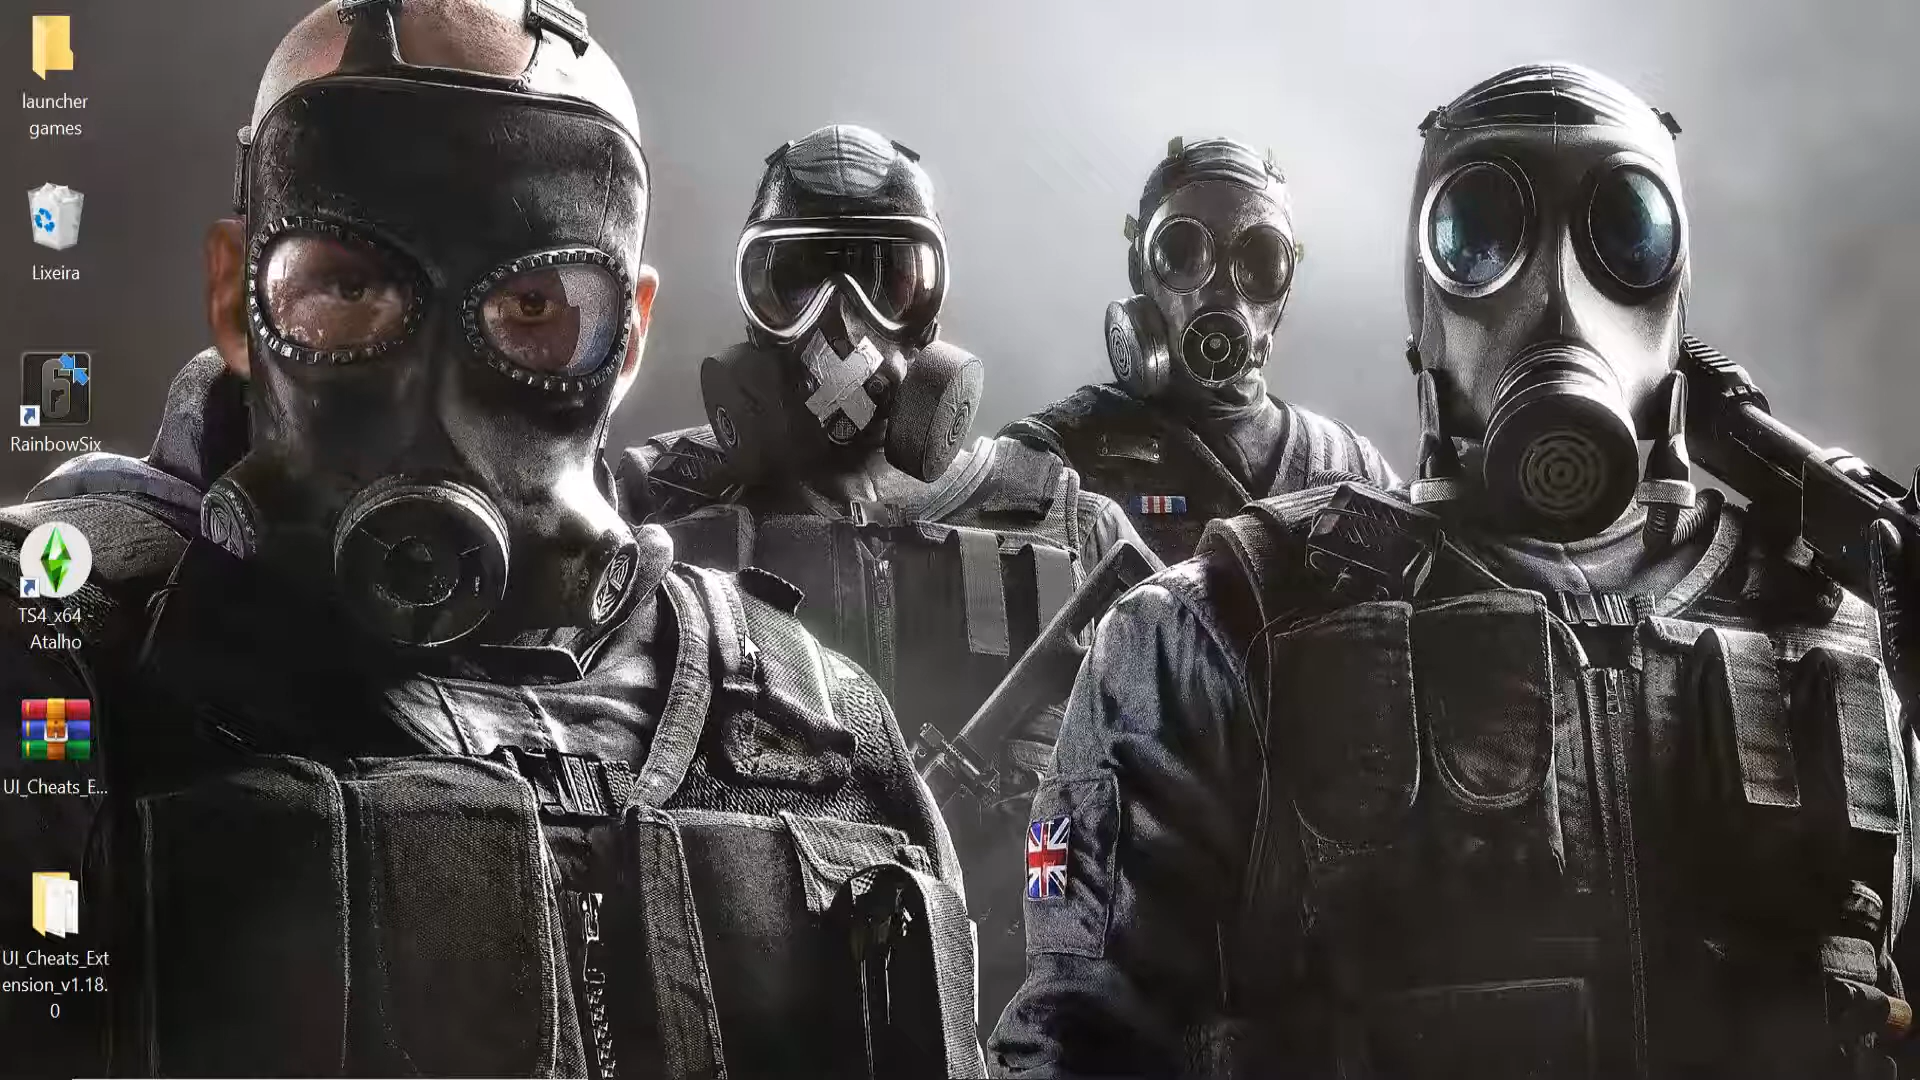 launcher
games
Lixeira
RainbowSix
TS4_x64 -
Atalho
UI_Cheats_E...
UI_Cheats_Ext
ension_v1.18.
0